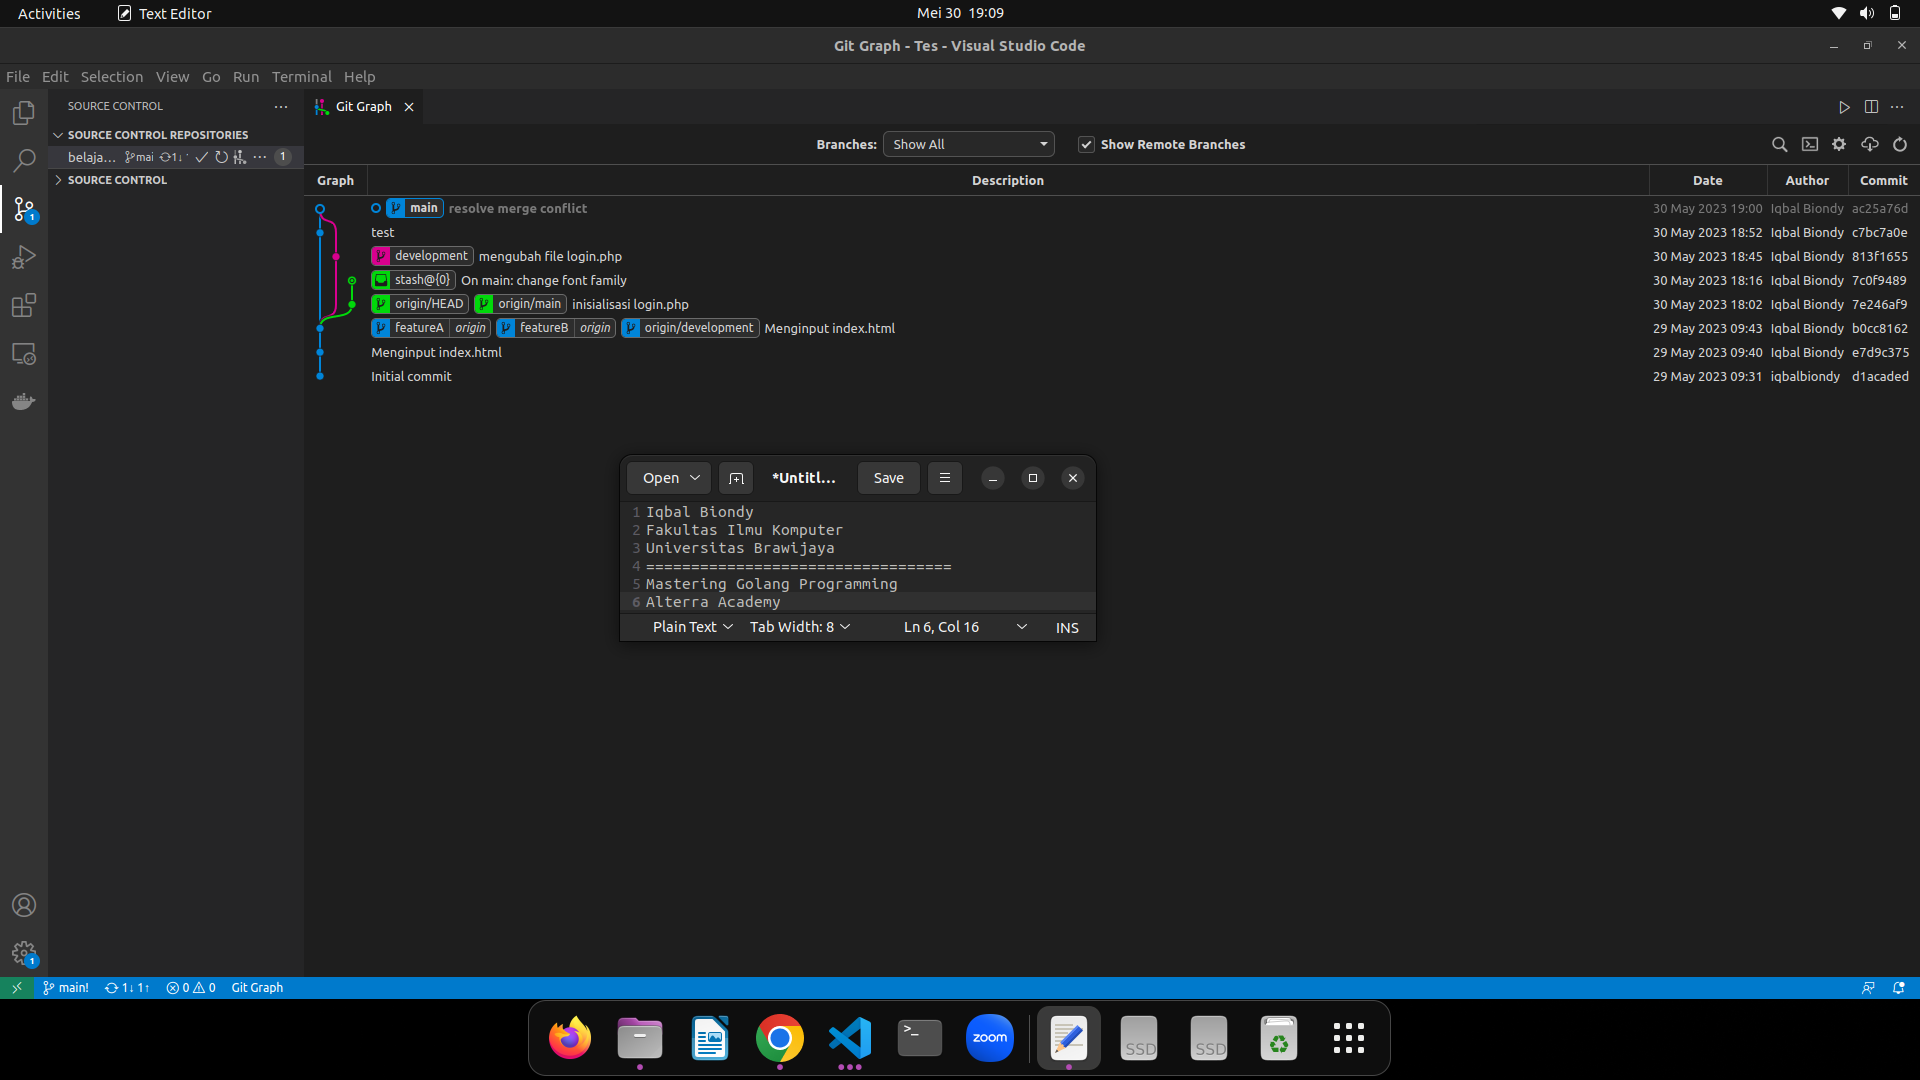 Activities Text Editor Mei 30 19:09
Git Graph - Tes - Visual Studio Code
File Edit Selection View Go Run Terminal Help
SOURCE CONTROL Git Graph
SOURCE CONTROL REPOSITORIES
Branches: Show All Show Remote Branches
belaja... mai 1↓ 1
SOURCE CONTROL
Graph Description Date Author Commit
main resolve merge conflict 30 May 2023 19:00 Iqbal Biondy ac25a76d
test 30 May 2023 18:52 Iqbal Biondy c7bc7a0e
development mengubah file login.php 30 May 2023 18:45 Iqbal Biondy 813f1655
stash@{0} On main: change font family 30 May 2023 18:16 Iqbal Biondy 7c0f9489
origin/HEAD origin/main inisialisasi login.php 30 May 2023 18:02 Iqbal Biondy 7e246af9
featureA origin featureB origin origin/development Menginput index.html 29 May 2023 09:43 Iqbal Biondy b0cc8162
Menginput index.html 29 May 2023 09:40 Iqbal Biondy e7d9c375
Initial commit 29 May 2023 09:31 iqbalbiondy d1acaded
Open *Untitl... Save
1 Iqbal Biondy
2 Fakultas Ilmu Komputer
3 Universitas Brawijaya
4 ==================================
5 Mastering Golang Programming
6 Alterra Academy
Plain Text Tab Width: 8 Ln 6, Col 16 INS
1
1
main! 1↓ 1↑ 0 0 Git Graph
zoom SSD SSD